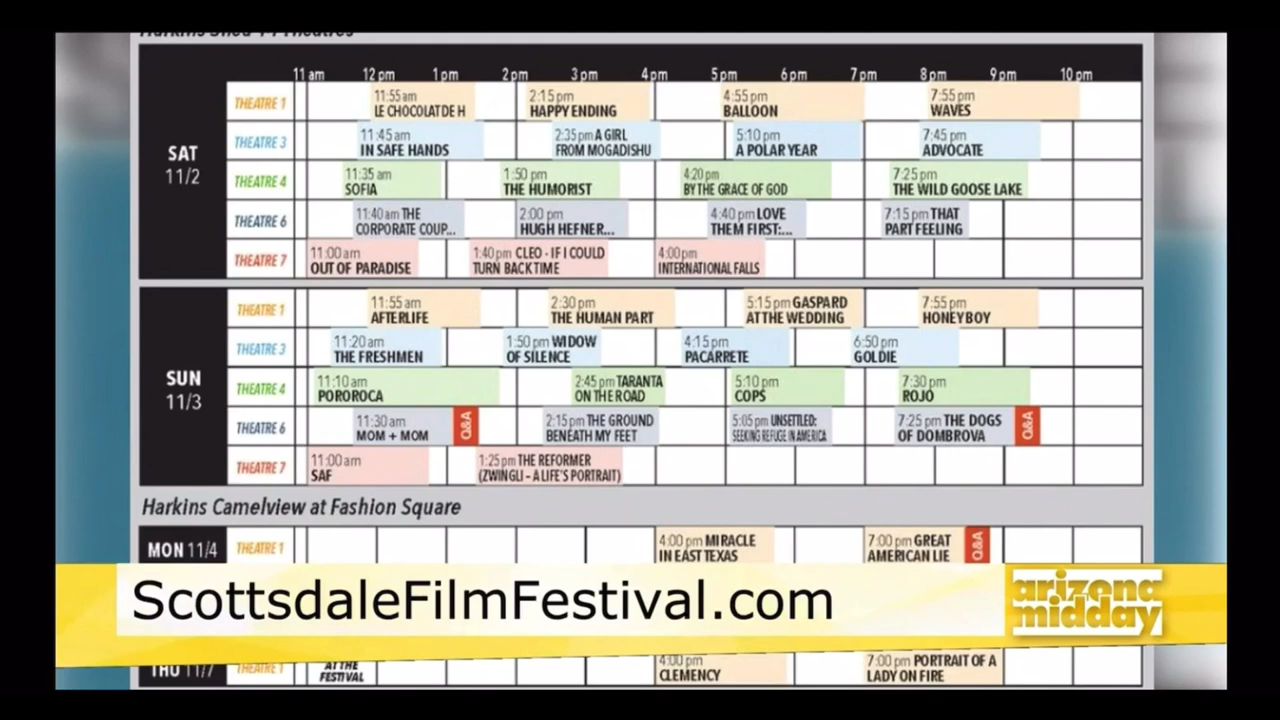 11 am 12 pm 1 pm 2 pm 3 pm 4 pm 5 pm 6 pm 7 pm 8 pm 9 pm 10 pm
SAT
11/2
THEATRE 1
11:55 am
LE CHOCOLAT DE H
2:15 pm
HAPPY ENDING
4:55 pm
BALLOON
7:55 pm
WAVES
THEATRE 3
11:45 am
IN SAFE HANDS
2:35 pm A GIRL
FROM MOGADISHU
5:10 pm
A POLAR YEAR
7:45 pm
ADVOCATE
THEATRE 4
11:35 am
SOFIA
1:50 pm
THE HUMORIST
4:20 pm
BY THE GRACE OF GOD
7:25 pm
THE WILD GOOSE LAKE
THEATRE 6
11:40 am THE
CORPORATE COUP...
2:00 pm
HUGH HEFNER...
4:40 pm LOVE
THEM FIRST:...
7:15 pm THAT
PART FEELING
THEATRE 7
11:00 am
OUT OF PARADISE
1:40 pm CLEO - IF I COULD
TURN BACK TIME
4:00 pm
INTERNATIONAL FALLS
SUN
11/3
THEATRE 1
11:55 am
AFTERLIFE
2:30 pm
THE HUMAN PART
5:15 pm GASPARD
AT THE WEDDING
7:55 pm
HONEY BOY
THEATRE 3
11:20 am
THE FRESHMEN
1:50 pm WIDOW
OF SILENCE
4:15 pm
PACARRETE
6:50 pm
GOLDIE
THEATRE 4
11:10 am
POROROCA
2:45 pm TARANTA
ON THE ROAD
5:10 pm
COPS
7:30 pm
ROJO
THEATRE 6
11:30 am
MOM + MOM
Q&A
2:15 pm THE GROUND
BENEATH MY FEET
5:05 pm UNSETTLED:
SEEKING REFUGE IN AMERICA
7:25 pm THE DOGS
OF DOMBROVA
Q&A
THEATRE 7
11:00 am
SAF
1:25 pm THE REFORMER
(ZWINGLI - A LIFE'S PORTRAIT)
Harkins Camelview at Fashion Square
MON 11/4
THEATRE 1
4:00 pm MIRACLE
IN EAST TEXAS
7:00 pm GREAT
AMERICAN LIE
Q&A
ScottsdaleFilmFestival.com
arizona
midday
THU 11/7
THEATRE 1
AT THE
FESTIVAL
4:00 pm
CLEMENCY
7:00 pm PORTRAIT OF A
LADY ON FIRE